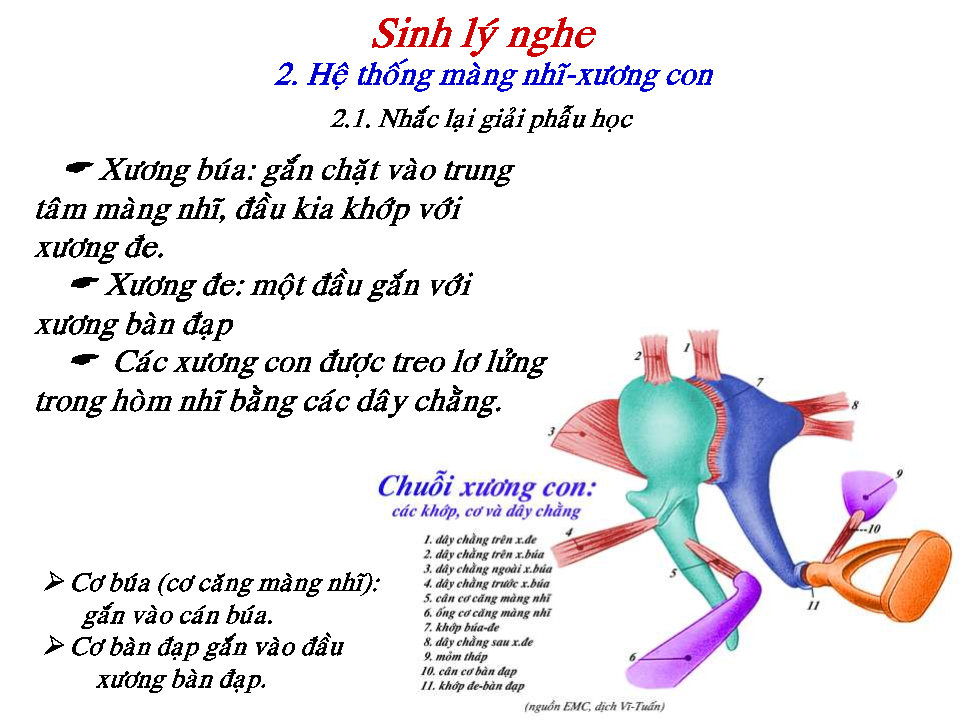 Sinh lý nghe
2. Hệ thống màng nhĩ-xương con
2.1. Nhắc lại giải phẫu học
Xương búa: gắn chặt vào trung
tâm màng nhĩ, đầu kia khớp với
xương đe.
Xương đe: một đầu gắn với
xương bàn đạp
Các xương con được treo lơ lửng
trong hòm nhĩ bằng các dây chằng.
Cơ búa (cơ căng màng nhĩ):
gắn vào cán búa.
Cơ bàn đạp gắn vào đầu
xương bàn đạp.
Chuỗi xương con:
các khớp, cơ và dây chằng
1. dây chằng trên x.đe
2. dây chằng trên x.búa
3. dây chằng ngoài x.búa
4. dây chằng trước x.búa
5. cân cơ căng màng nhĩ
6. ống cơ căng màng nhĩ
7. khớp búa-đe
8. dây chằng sau x.đe
9. mỏm tháp
10. cân cơ bàn đạp
11. khớp đe-bàn đạp
(nguồn EMC, dịch Vĩ-Tuấn)
2
1
7
8
3
9
4
10
5
11
6